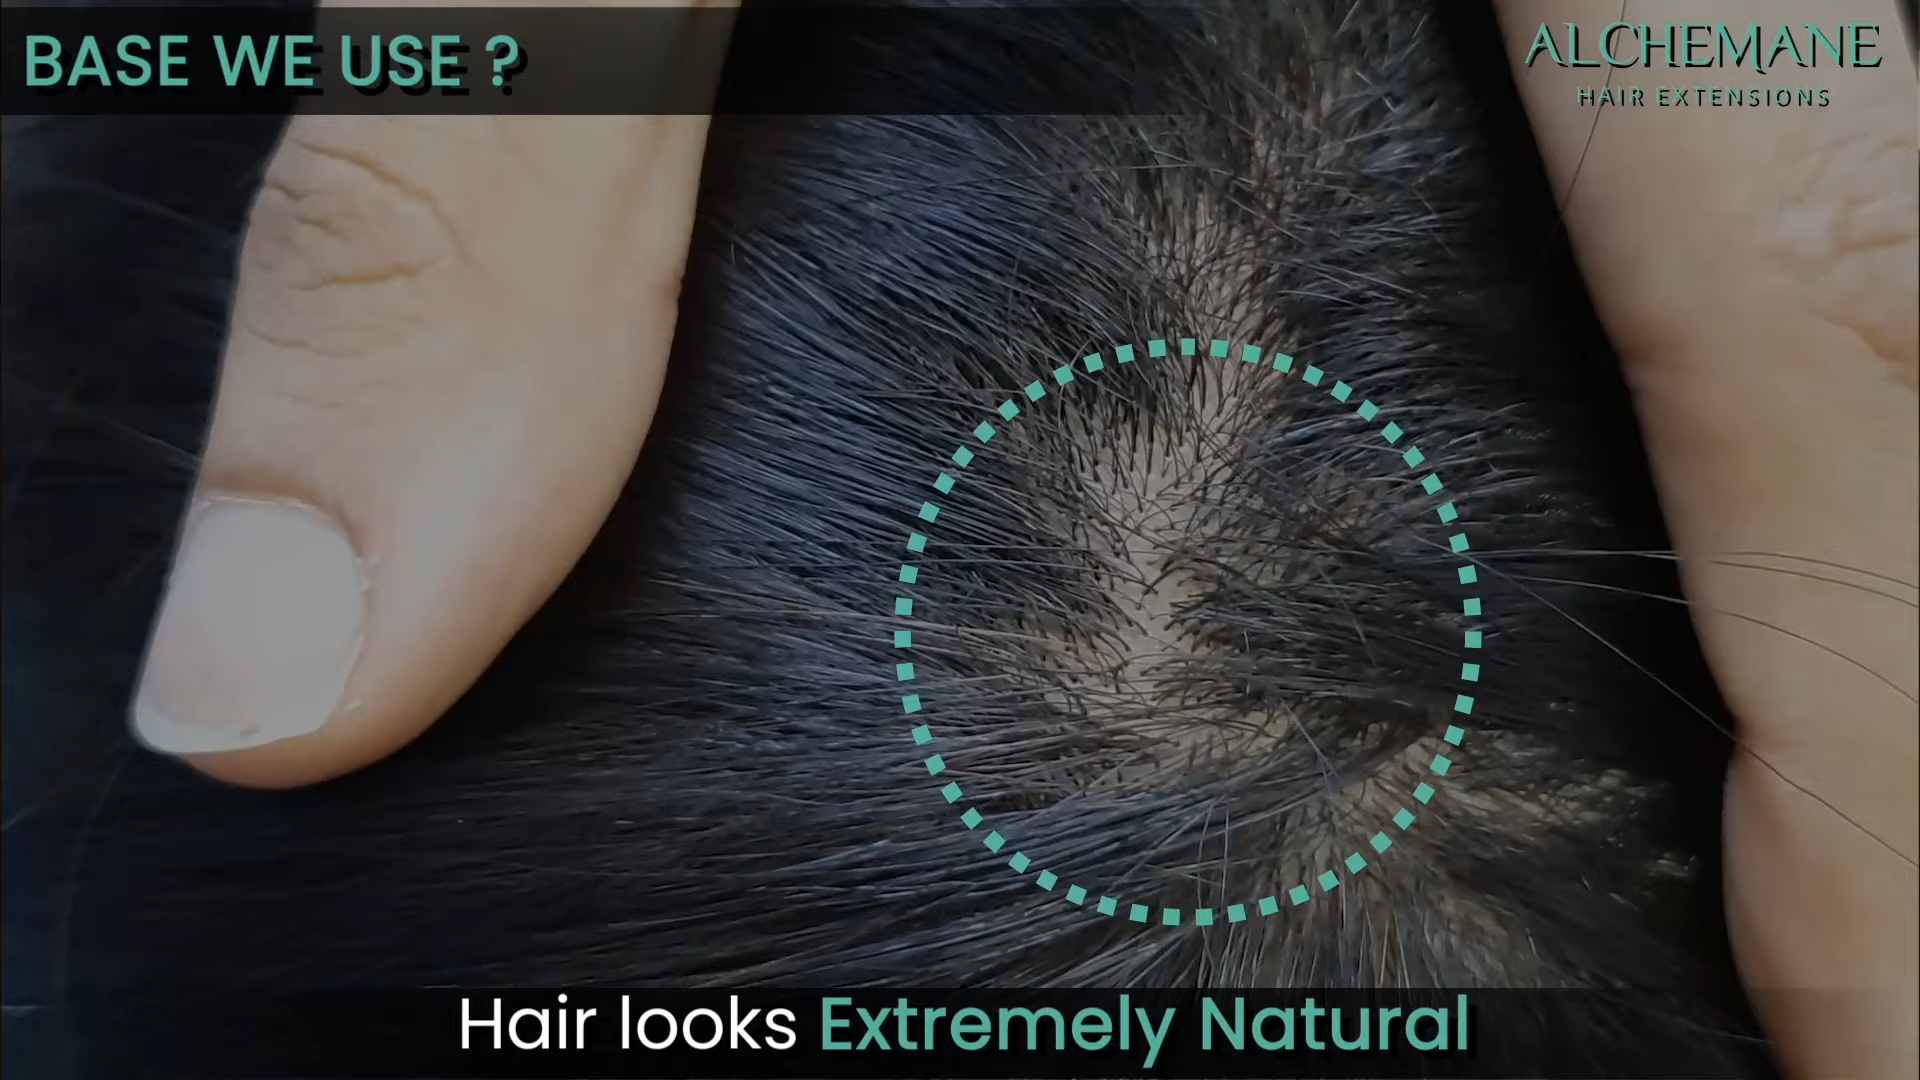 BASE WE USE ?
ALCHEMANE
HAIR EXTENSIONS
Hair looks Extremely Natural